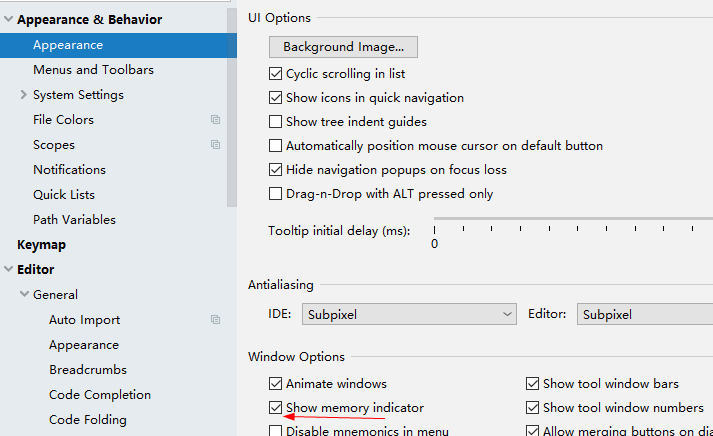 Appearance & Behavior
Appearance
Menus and Toolbars
System Settings
File Colors
Scopes
Notifications
Quick Lists
Path Variables
Keymap
Editor
General
Auto Import
Appearance
Breadcrumbs
Code Completion
Code Folding
UI Options
Background Image...
Cyclic scrolling in list
Show icons in quick navigation
Show tree indent guides
Automatically position mouse cursor on default button
Hide navigation popups on focus loss
Drag-n-Drop with ALT pressed only
Tooltip initial delay (ms):
0
Antialiasing
IDE: Subpixel Editor: Subpixel
Window Options
Animate windows Show tool window bars
Show memory indicator Show tool window numbers
Disable mnemonics in menu Allow merging buttons on dia